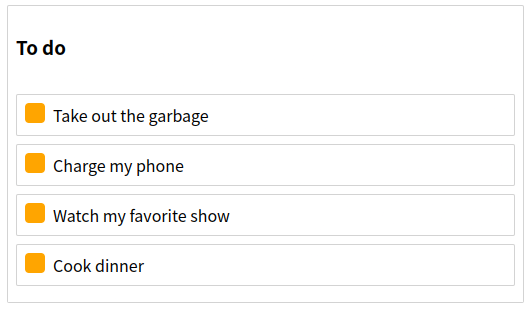 To do
Take out the garbage
Charge my phone
Watch my favorite show
Cook dinner